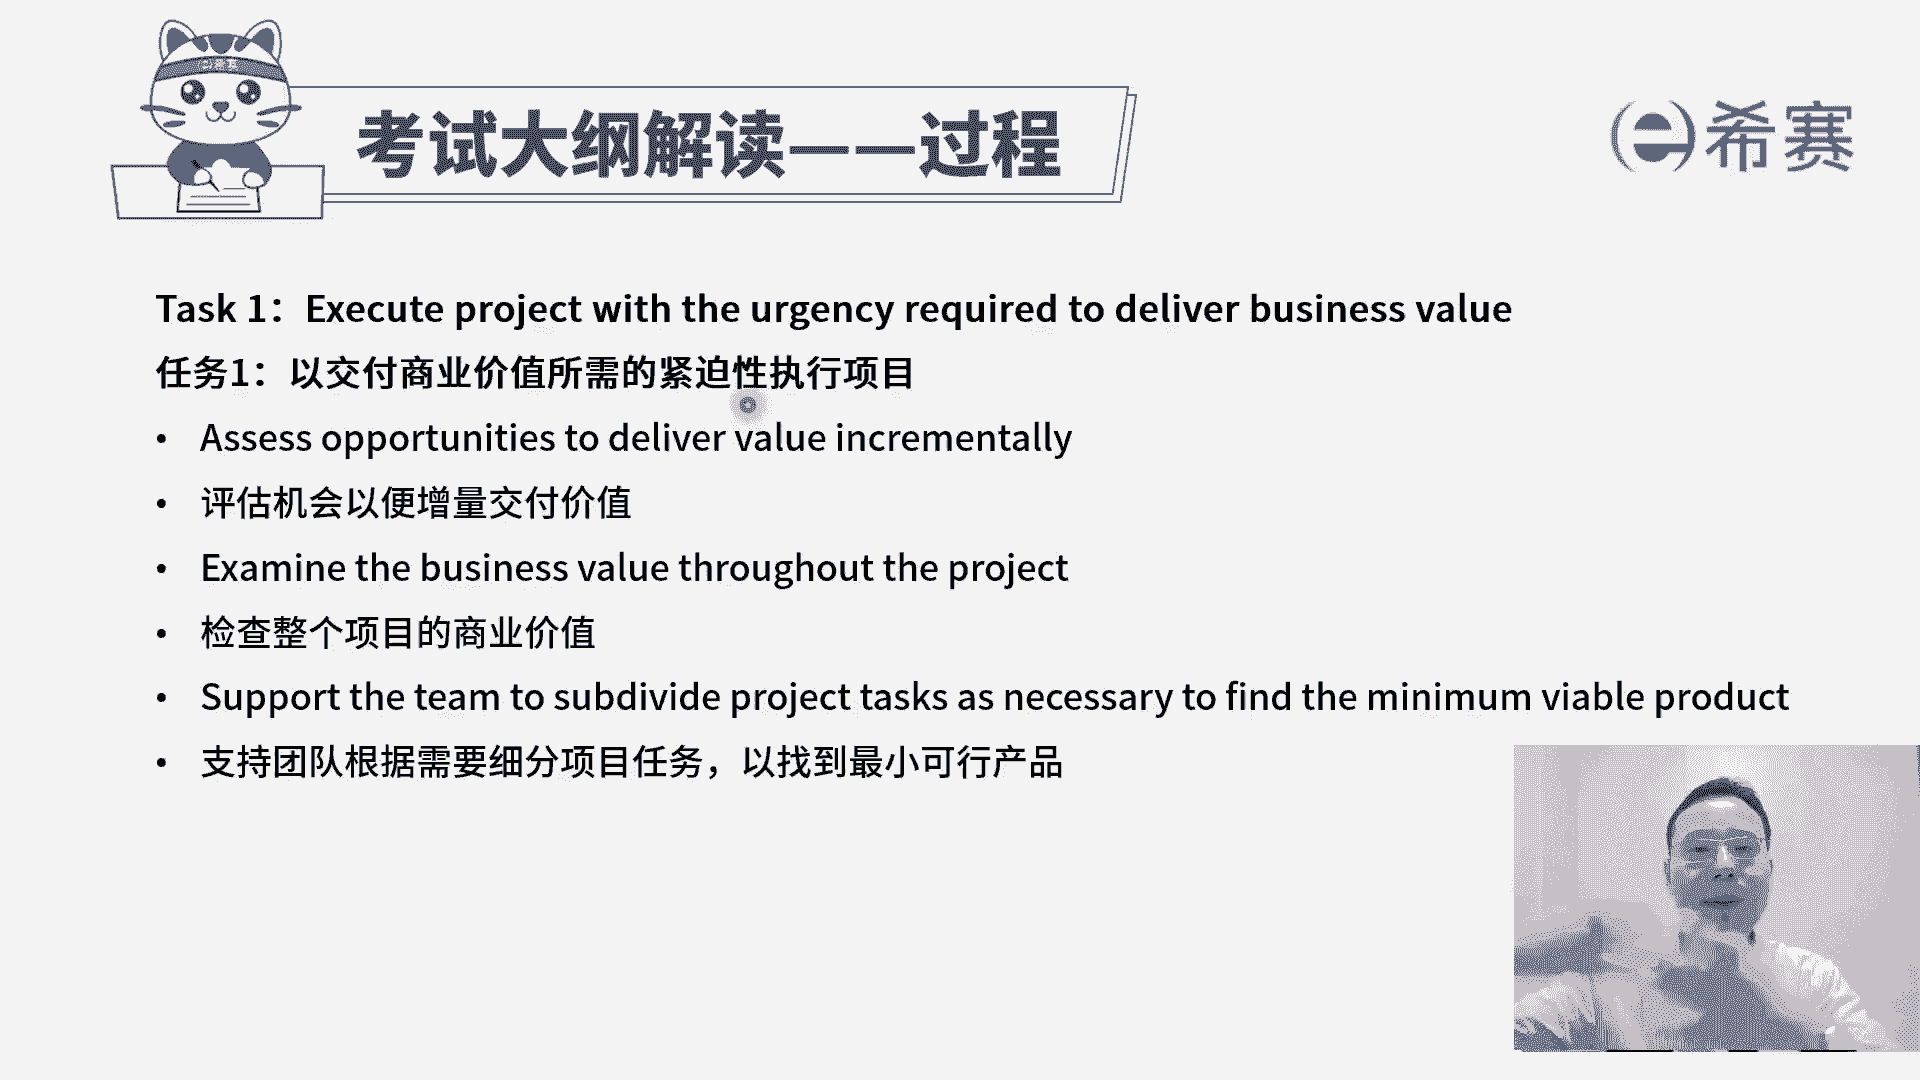 考试大纲解读——过程
希赛
Task 1：Execute project with the urgency required to deliver business value
任务1：以交付商业价值所需的紧迫性执行项目
• Assess opportunities to deliver value incrementally
• 评估机会以便增量交付价值
• Examine the business value throughout the project
• 检查整个项目的商业价值
• Support the team to subdivide project tasks as necessary to find the minimum viable product
• 支持团队根据需要细分项目任务，以找到最小可行产品